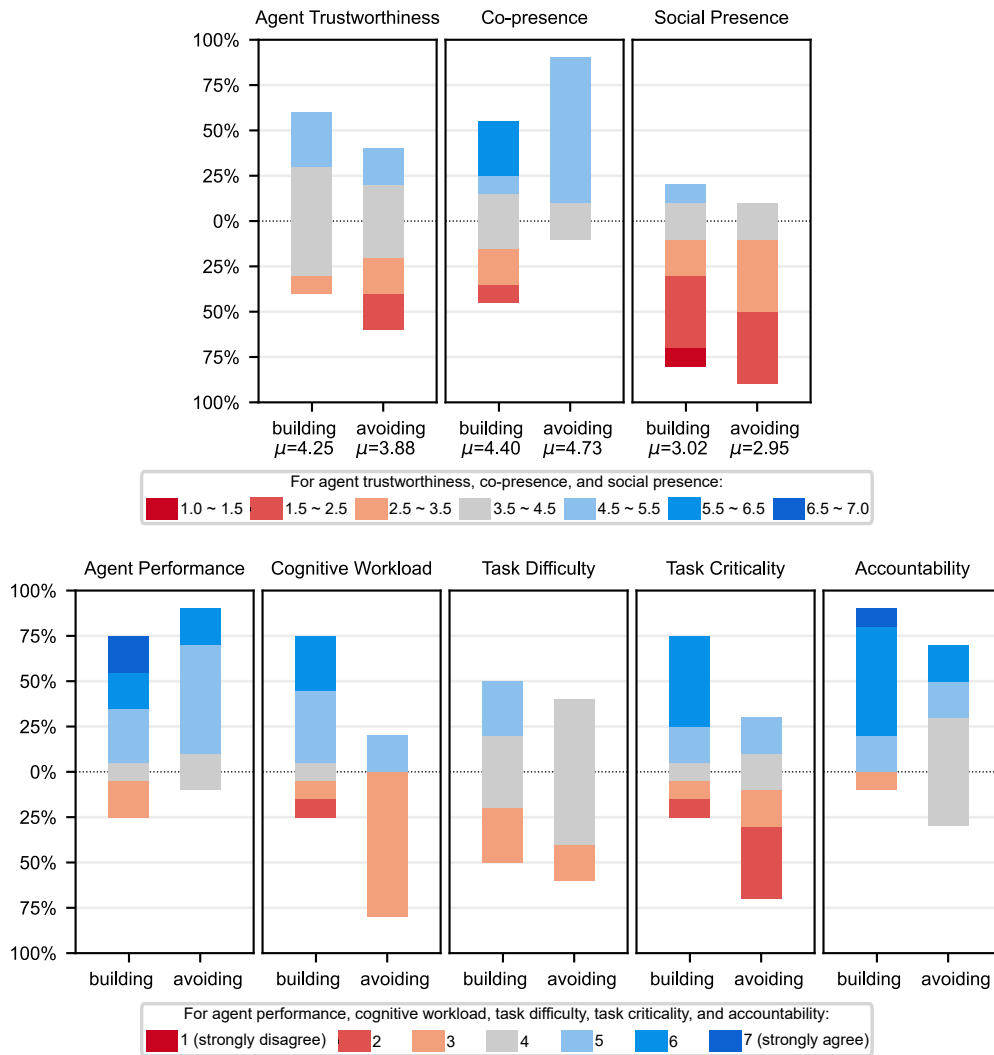 Agent Trustworthiness Co-presence Social Presence
100%
75%
50%
25%
0%
25%
50%
75%
100%
building avoiding building avoiding building avoiding
μ=4.25 μ=3.88 μ=4.40 μ=4.73 μ=3.02 μ=2.95
For agent trustworthiness, co-presence, and social presence:
1.0 ~ 1.5 1.5 ~ 2.5 2.5 ~ 3.5 3.5 ~ 4.5 4.5 ~ 5.5 5.5 ~ 6.5 6.5 ~ 7.0
Agent Performance Cognitive Workload Task Difficulty Task Criticality Accountability
100%
75%
50%
25%
0%
25%
50%
75%
100%
building avoiding building avoiding building avoiding building avoiding building avoiding
For agent performance, cognitive workload, task difficulty, task criticality, and accountability:
1 (strongly disagree) 2 3 4 5 6 7 (strongly agree)